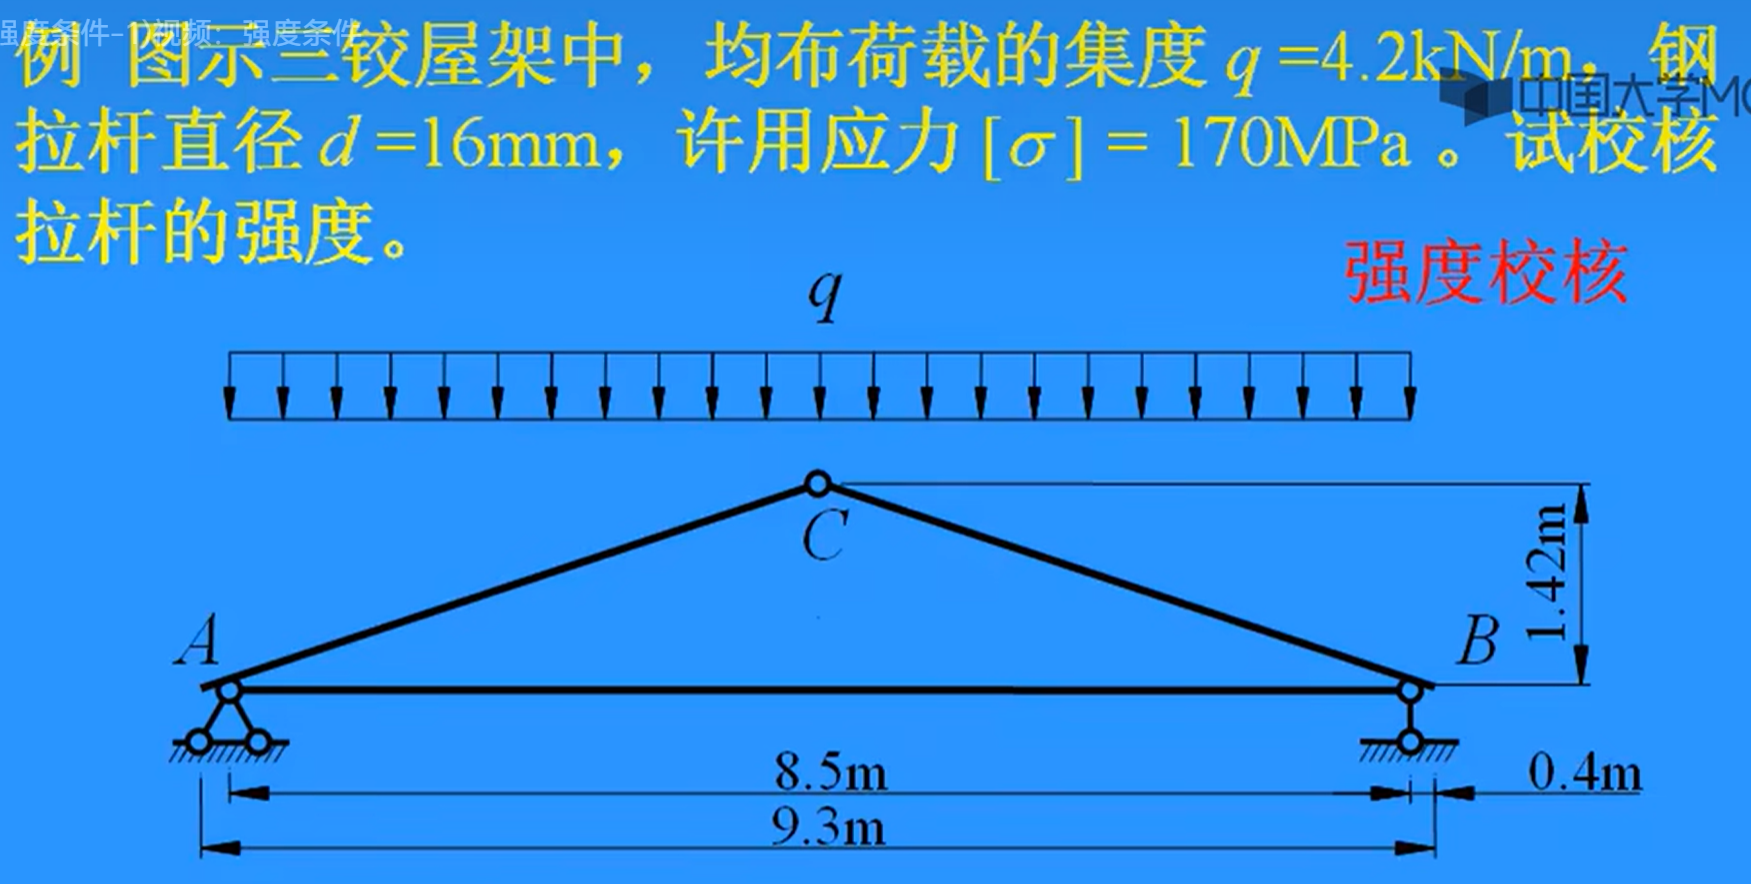 强度条件-1)视频: 强度条件
例 图示三铰屋架中，均布荷载的集度 q =4.2kN/m，钢
中国大学MO
拉杆直径 d =16mm， 许用应力 [σ] = 170MPa 。试校核
拉杆的强度。
强度校核
q
C
1.42m
A
B
8.5m
0.4m
9.3m